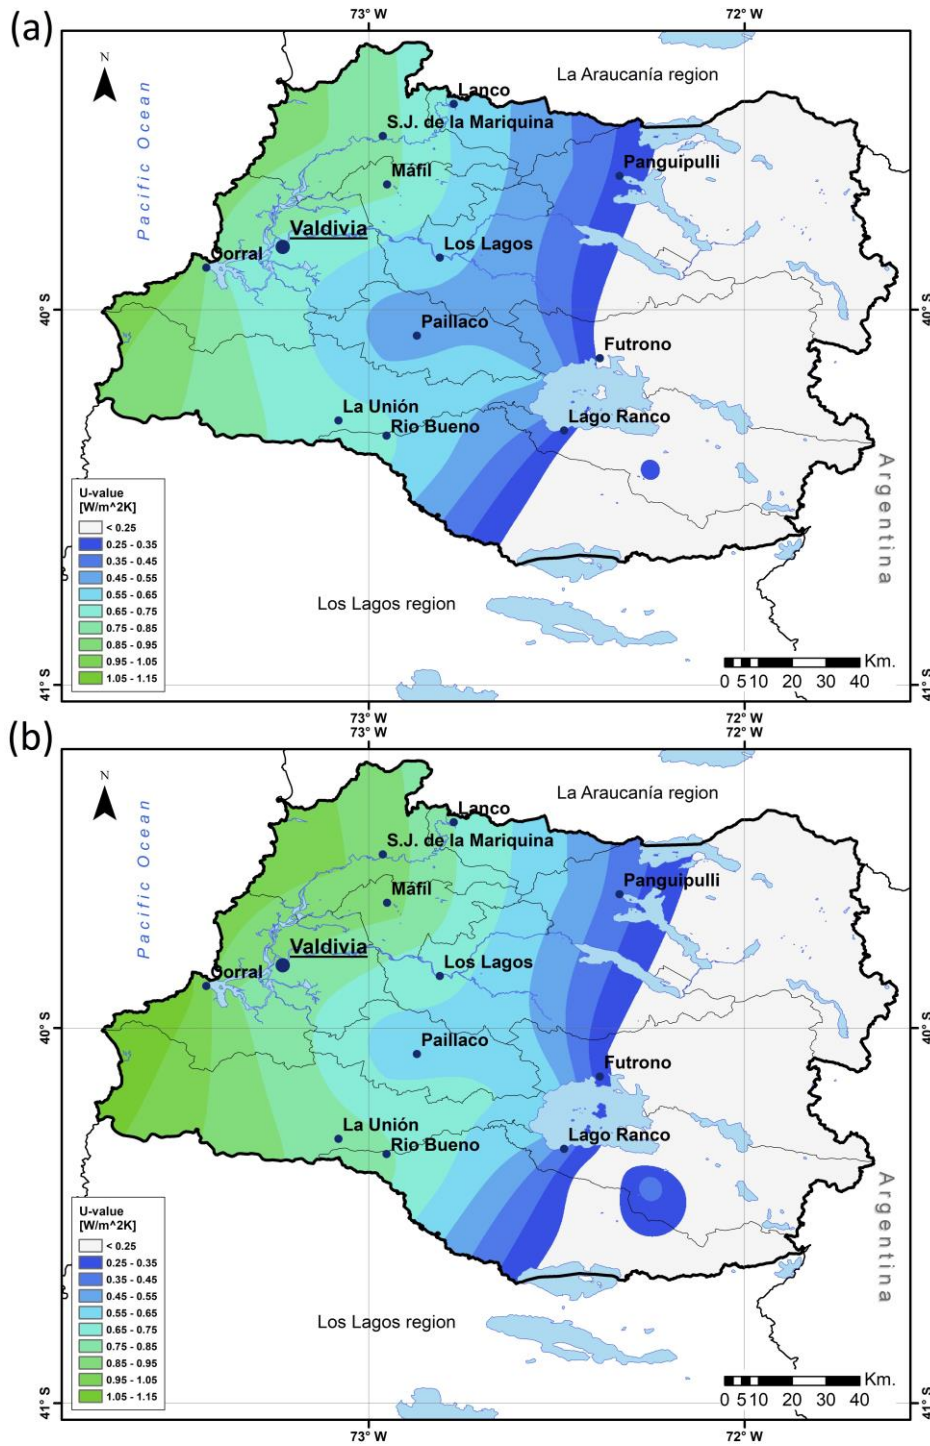 (a)
73° W
72° W
N
Pacific Ocean
La Araucanía region
Lanco
S.J. de la Mariquina
Panguipulli
Máfil
Valdivia
Corral
Los Lagos
40° S
40° S
Paillaco
Futrono
La Unión
Lago Ranco
Rio Bueno
Argentina
U-value
[W/m^2K]
< 0.25
0.25 - 0.35
0.35 - 0.45
0.45 - 0.55
0.55 - 0.65
0.65 - 0.75
0.75 - 0.85
0.85 - 0.95
0.95 - 1.05
1.05 - 1.15
Los Lagos region
Km.
0 5 10 20 30 40
41° S
41° S
73° W
72° W
(b)
N
Pacific Ocean
La Araucanía region
Lanco
S.J. de la Mariquina
Panguipulli
Máfil
Valdivia
Corral
Los Lagos
40° S
40° S
Paillaco
Futrono
La Unión
Lago Ranco
Rio Bueno
Argentina
U-value
[W/m^2K]
< 0.25
0.25 - 0.35
0.35 - 0.45
0.45 - 0.55
0.55 - 0.65
0.65 - 0.75
0.75 - 0.85
0.85 - 0.95
0.95 - 1.05
1.05 - 1.15
Los Lagos region
Km.
0 5 10 20 30 40
41° S
41° S
73° W
72° W